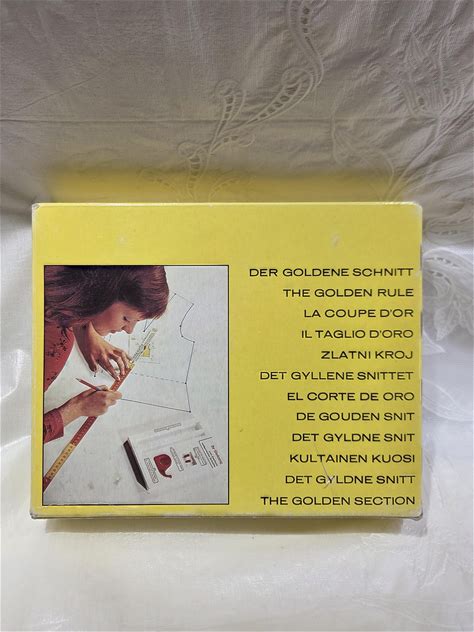 DER GOLDENE SCHNITT
THE GOLDEN RULE
LA COUPE D'OR
IL TAGLIO D'ORO
ZLATNI KROJ
DET GYLLENE SNITTET
EL CORTE DE ORO
DE GOUDEN SNIT
DET GYLDNE SNIT
KULTAINEN KUOSI
DET GYLDNE SNITT
THE GOLDEN SECTION